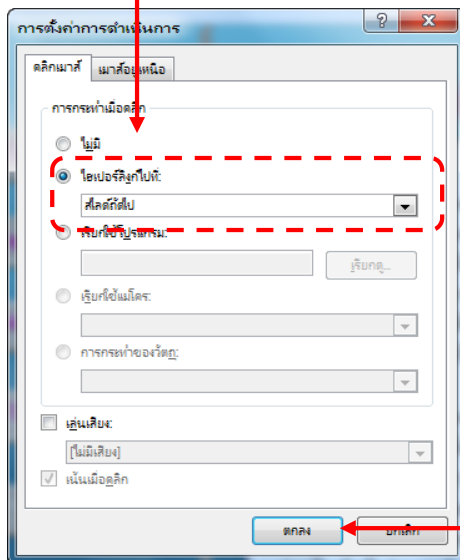 การตั้งค่าการดำเนินการ
คลิกเมาส์ เมาส์อยู่เหนือ
การกระทำเมื่อคลิก
ไม่มี
ไฮเปอร์ลิงก์ไปที่:
สไลด์ถัดไป
เรียกใช้โปรแกรม:
เรียกดู...
เรียกใช้แมโคร:
การกระทำของวัตถุ:
เล่นเสียง:
[ไม่มีเสียง]
เน้นเมื่อคลิก
ตกลง ยกเลิก